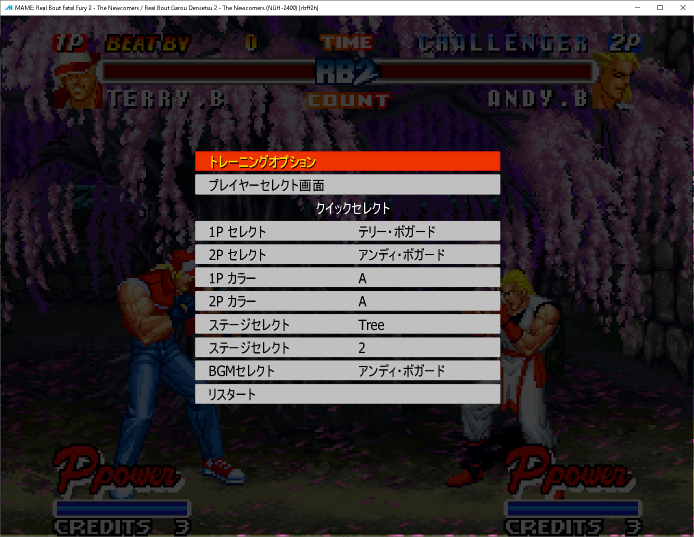 MAME: Real Bout Fatal Fury 2 - The Newcomers / Real Bout Garou Densetsu 2 - The Newcomers (NGH-2400) [rbff2h]
1P BEAT BY 0 TIME CHALLENGER 2P
RB2
TERRY.B COUNT ANDY.B
トレーニングオプション
プレイヤーセレクト画面
クイックセレクト
1P セレクト テリー・ボガード
2P セレクト アンディ・ボガード
1P カラー A
2P カラー A
ステージセレクト Tree
ステージセレクト 2
BGMセレクト アンディ・ボガード
リスタート
Ppower Ppower
CREDITS 3 CREDITS 3